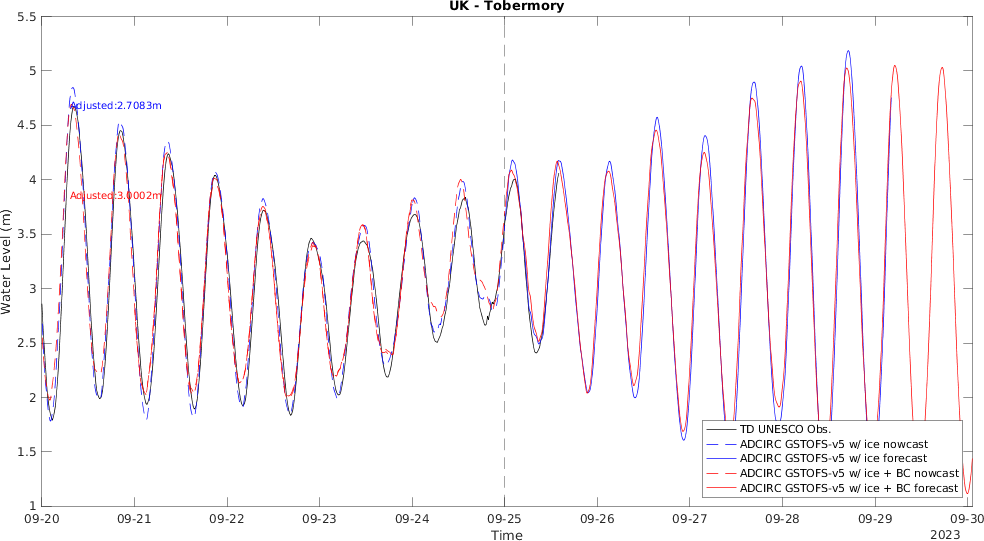 UK - Tobermory
5.5
5
4.5
4
3.5
3
2.5
2
1.5
1
Water Level (m)
Adjusted:2.7083m
Adjusted:3.0002m
TD UNESCO Obs.
ADCIRC GSTOFS-v5 w/ ice nowcast
ADCIRC GSTOFS-v5 w/ ice forecast
ADCIRC GSTOFS-v5 w/ ice + BC nowcast
ADCIRC GSTOFS-v5 w/ ice + BC forecast
09-20 09-21 09-22 09-23 09-24 09-25 09-26 09-27 09-28 09-29 09-30
Time
2023